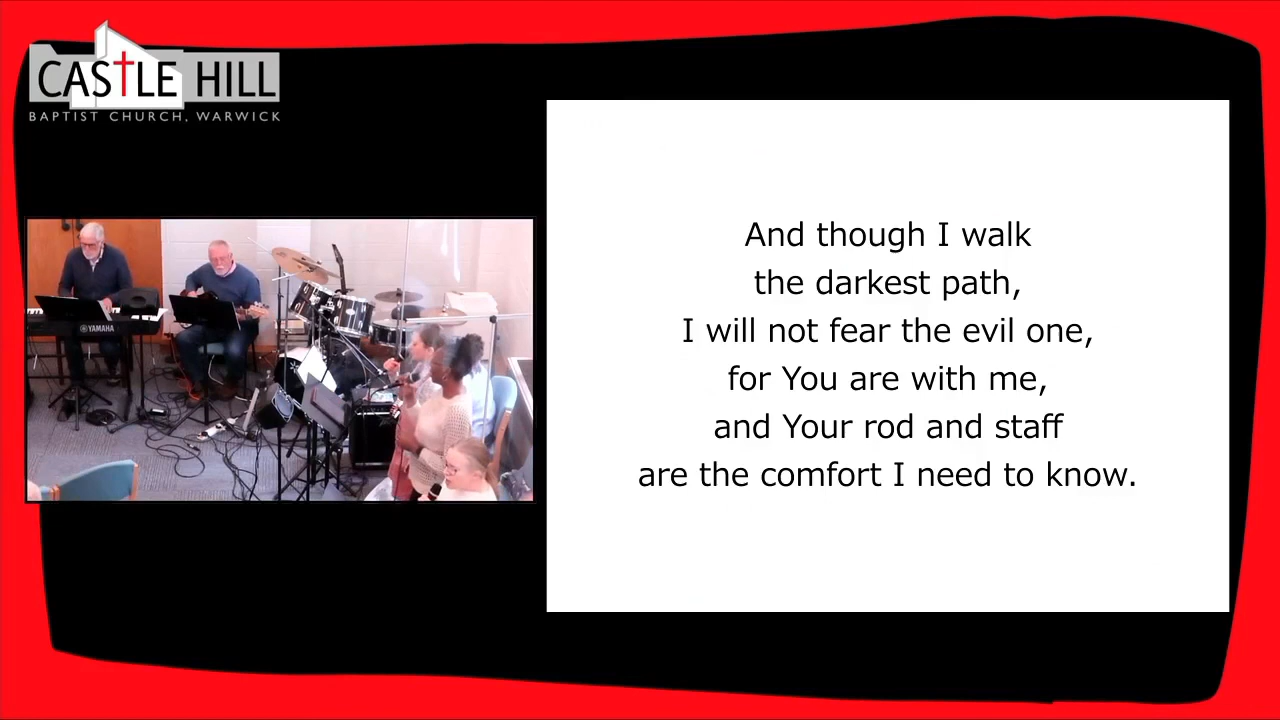 CASTLE HILL
BAPTIST CHURCH, WARWICK
YAMAHA
And though I walk
the darkest path,
I will not fear the evil one,
for You are with me,
and Your rod and staff
are the comfort I need to know.